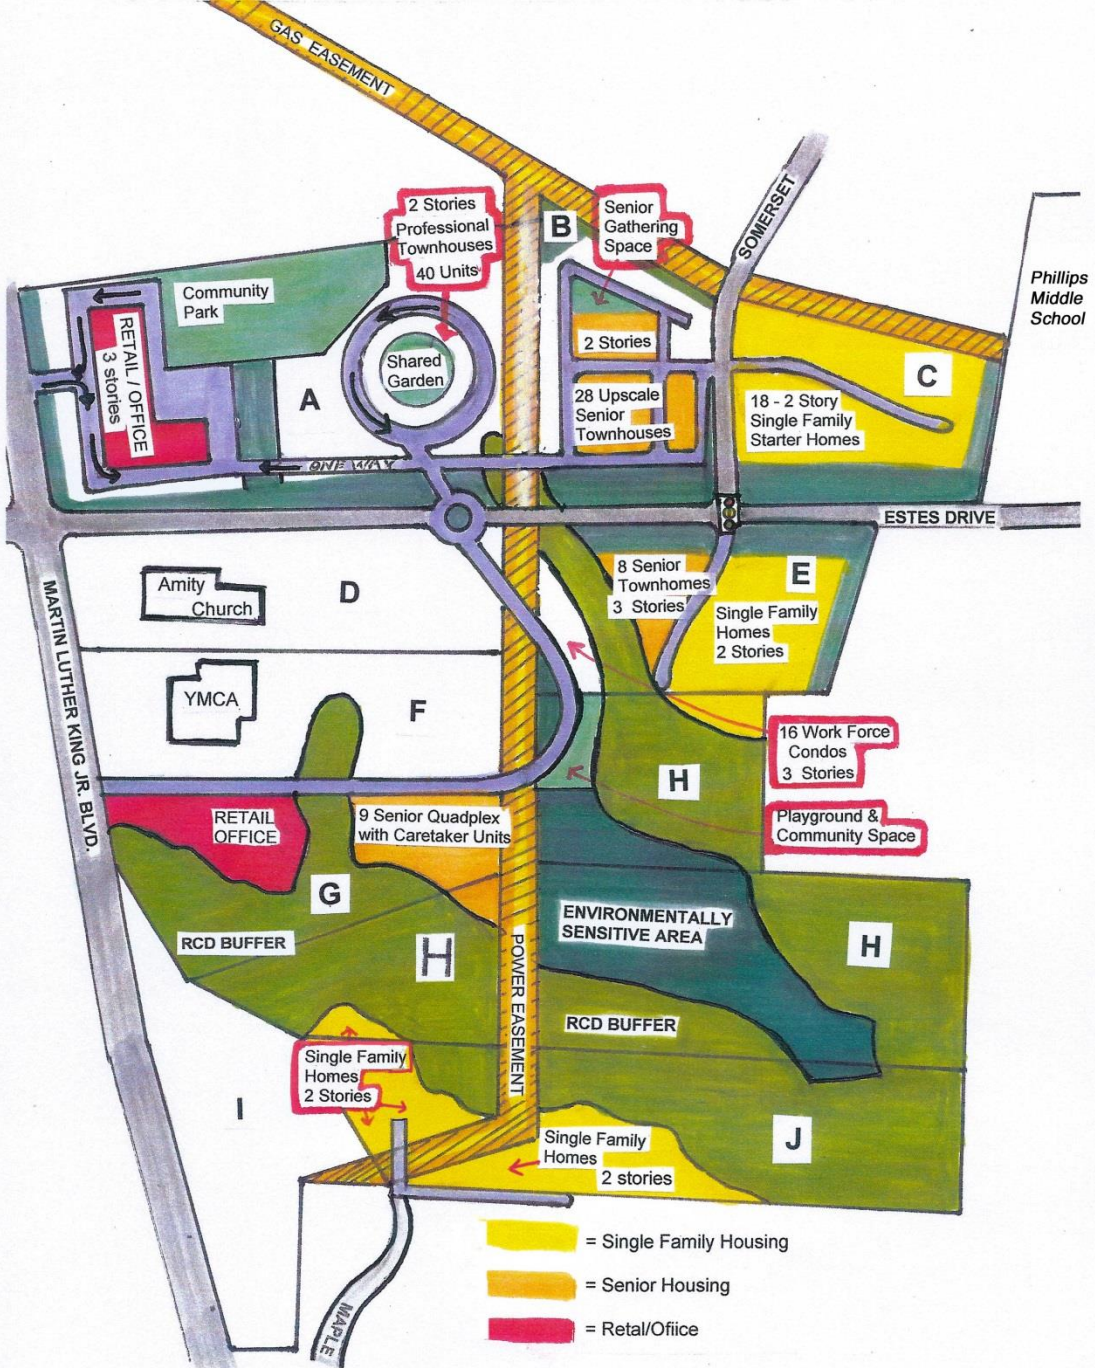 GAS EASEMENT
2 Stories
Professional
Townhouses
40 Units
B
Senior
Gathering
Space
SOMERSET
Phillips
Middle
School
Community
Park
RETAIL / OFFICE
3 stories
A
Shared
Garden
2 Stories
28 Upscale
Senior
Townhouses
C
18 - 2 Story
Single Family
Starter Homes
ONE WAY
ESTES DRIVE
MARTIN LUTHER KING JR. BLVD.
Amity
Church
D
8 Senior
Townhomes
3 Stories
E
Single Family
Homes
2 Stories
YMCA
F
16 Work Force
Condos
3 Stories
H
Playground &
Community Space
RETAIL
OFFICE
9 Senior Quadplex
with Caretaker Units
G
RCD BUFFER
H
POWER EASEMENT
ENVIRONMENTALLY
SENSITIVE AREA
H
RCD BUFFER
Single Family
Homes
2 Stories
I
J
Single Family
Homes
2 stories
MAPLE
= Single Family Housing
= Senior Housing
= Retal/Ofiice